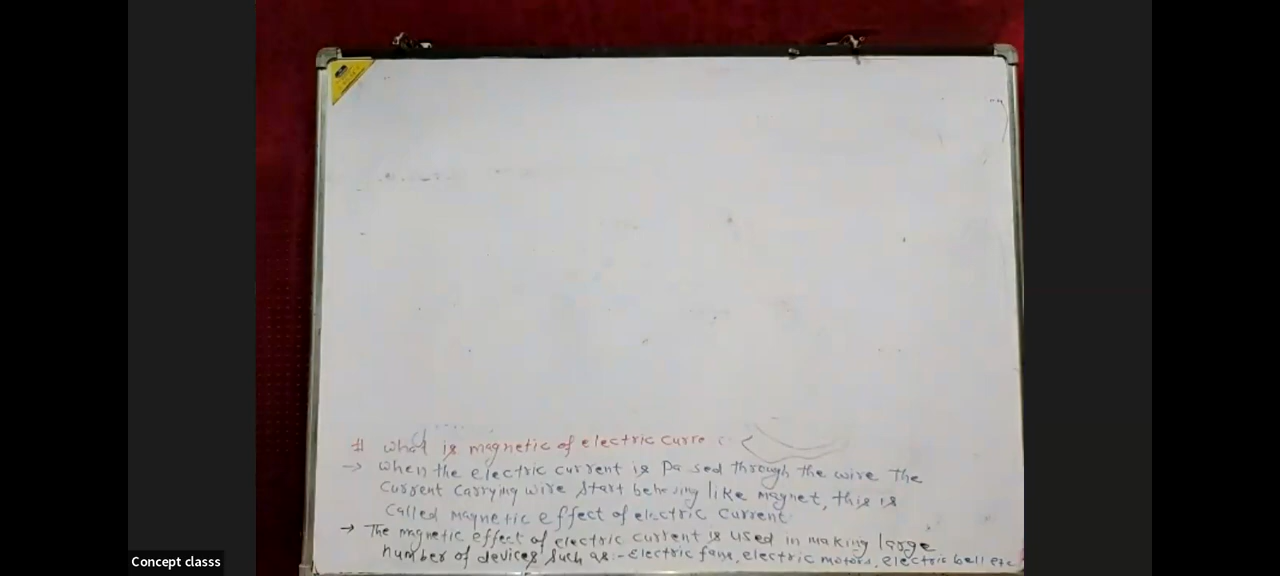 # what is magnetic of electric curre
→ When the electric current is Pa sed through the wire the
current carrying wire start behaving like magnet, this is
called magnetic effect of electric current
→ The magnetic effect of electric current is used in making large
number of devices such as:- electric fans, electric motors, electric bell etc
Concept classs